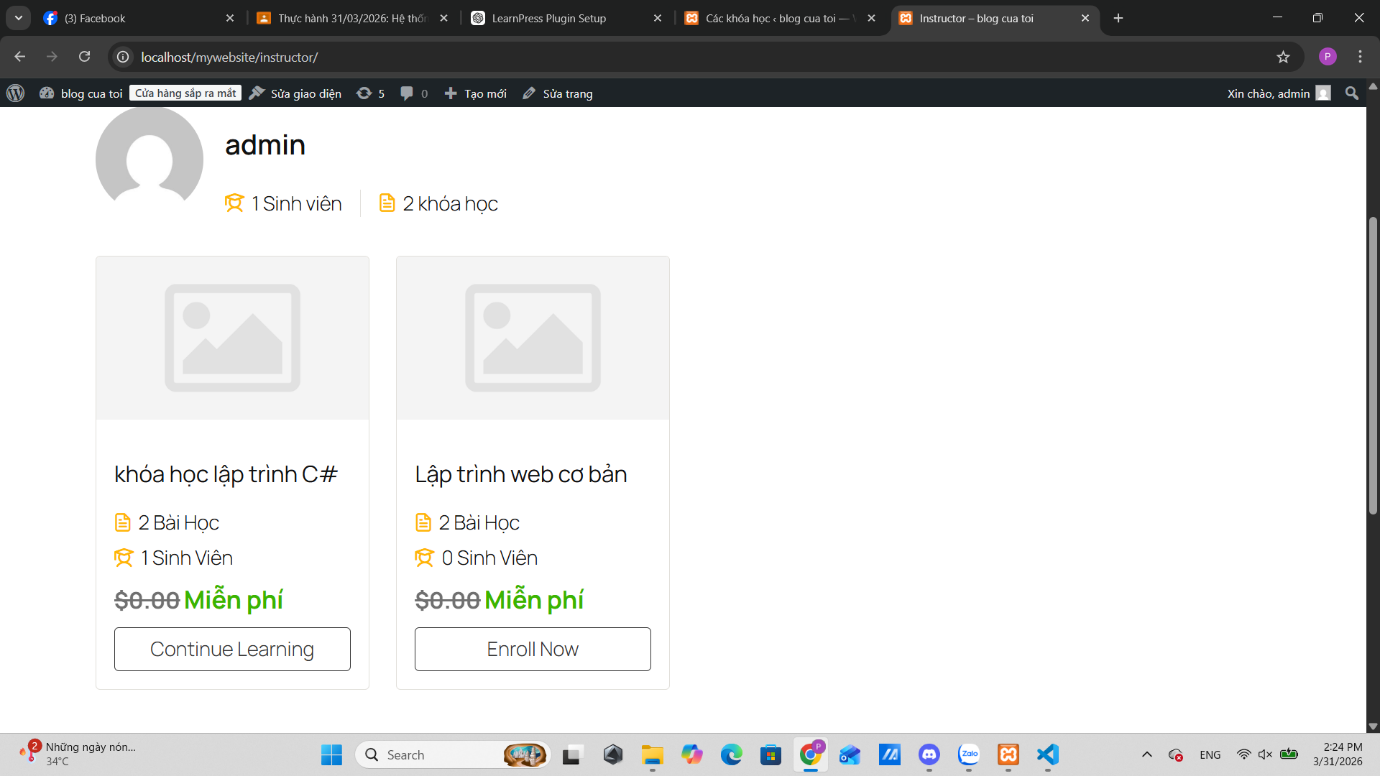 (3) Facebook
Thực hành 31/03/2026: Hệ thốn
LearnPress Plugin Setup
Các khóa học ‹ blog cua toi —
Instructor – blog cua toi
localhost/mywebsite/instructor/
P
blog cua toi
Cửa hàng sắp ra mắt
Sửa giao diện
5
0
Tạo mới
Sửa trang
Xin chào, admin
admin
1 Sinh viên
2 khóa học
khóa học lập trình C#
2 Bài Học
1 Sinh Viên
$0.00 Miễn phí
Continue Learning
Lập trình web cơ bản
2 Bài Học
0 Sinh Viên
$0.00 Miễn phí
Enroll Now
2
Những ngày nón...
34°C
Search
P
Zalo
ENG
2:24 PM
3/31/2026